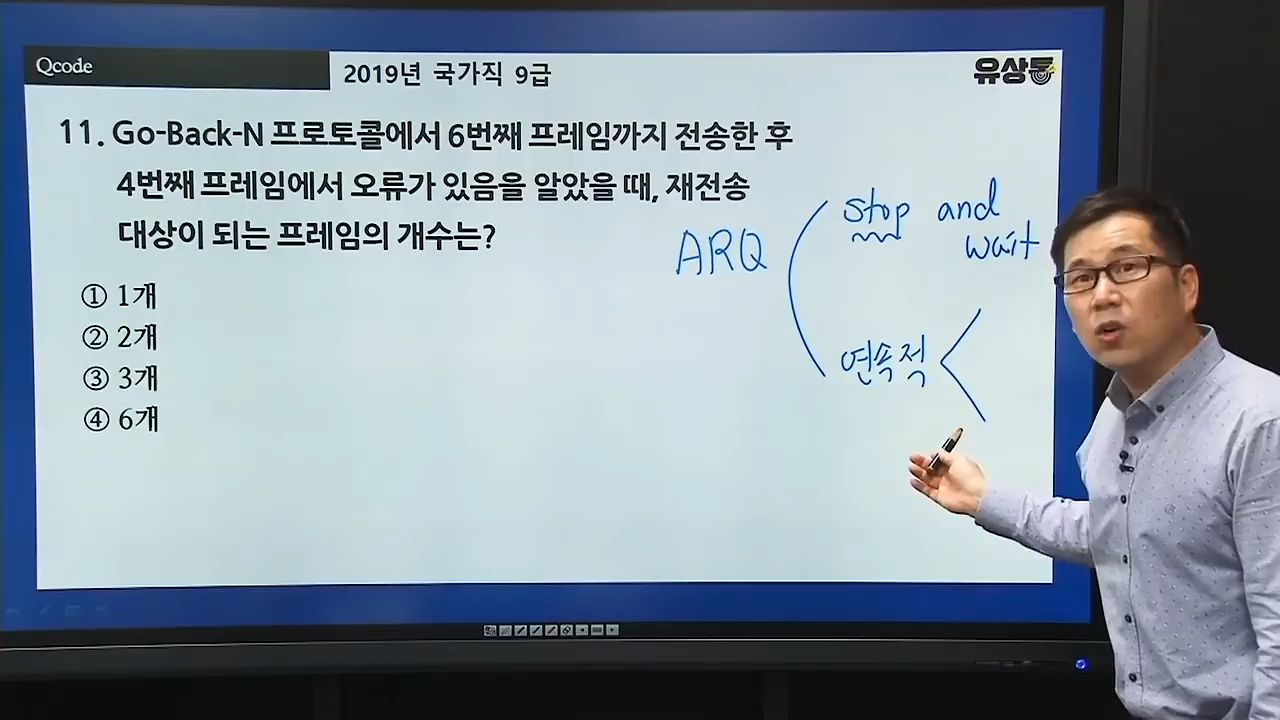 Qcode
2019년 국가직 9급
유상통
11. Go-Back-N 프로토콜에서 6번째 프레임까지 전송한 후
4번째 프레임에서 오류가 있음을 알았을 때, 재전송
대상이 되는 프레임의 개수는?
① 1개
② 2개
③ 3개
④ 6개
ARQ
stop and
wait
연속적